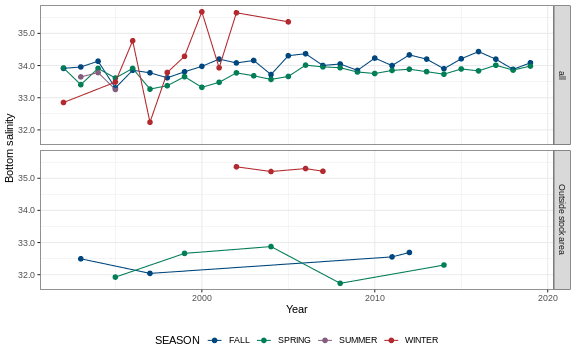 35.0
34.0
33.0
32.0
all
Bottom salinity
35.0
34.0
33.0
32.0
Outside stock area
2000
2010
2020
Year
SEASON FALL SPRING SUMMER WINTER